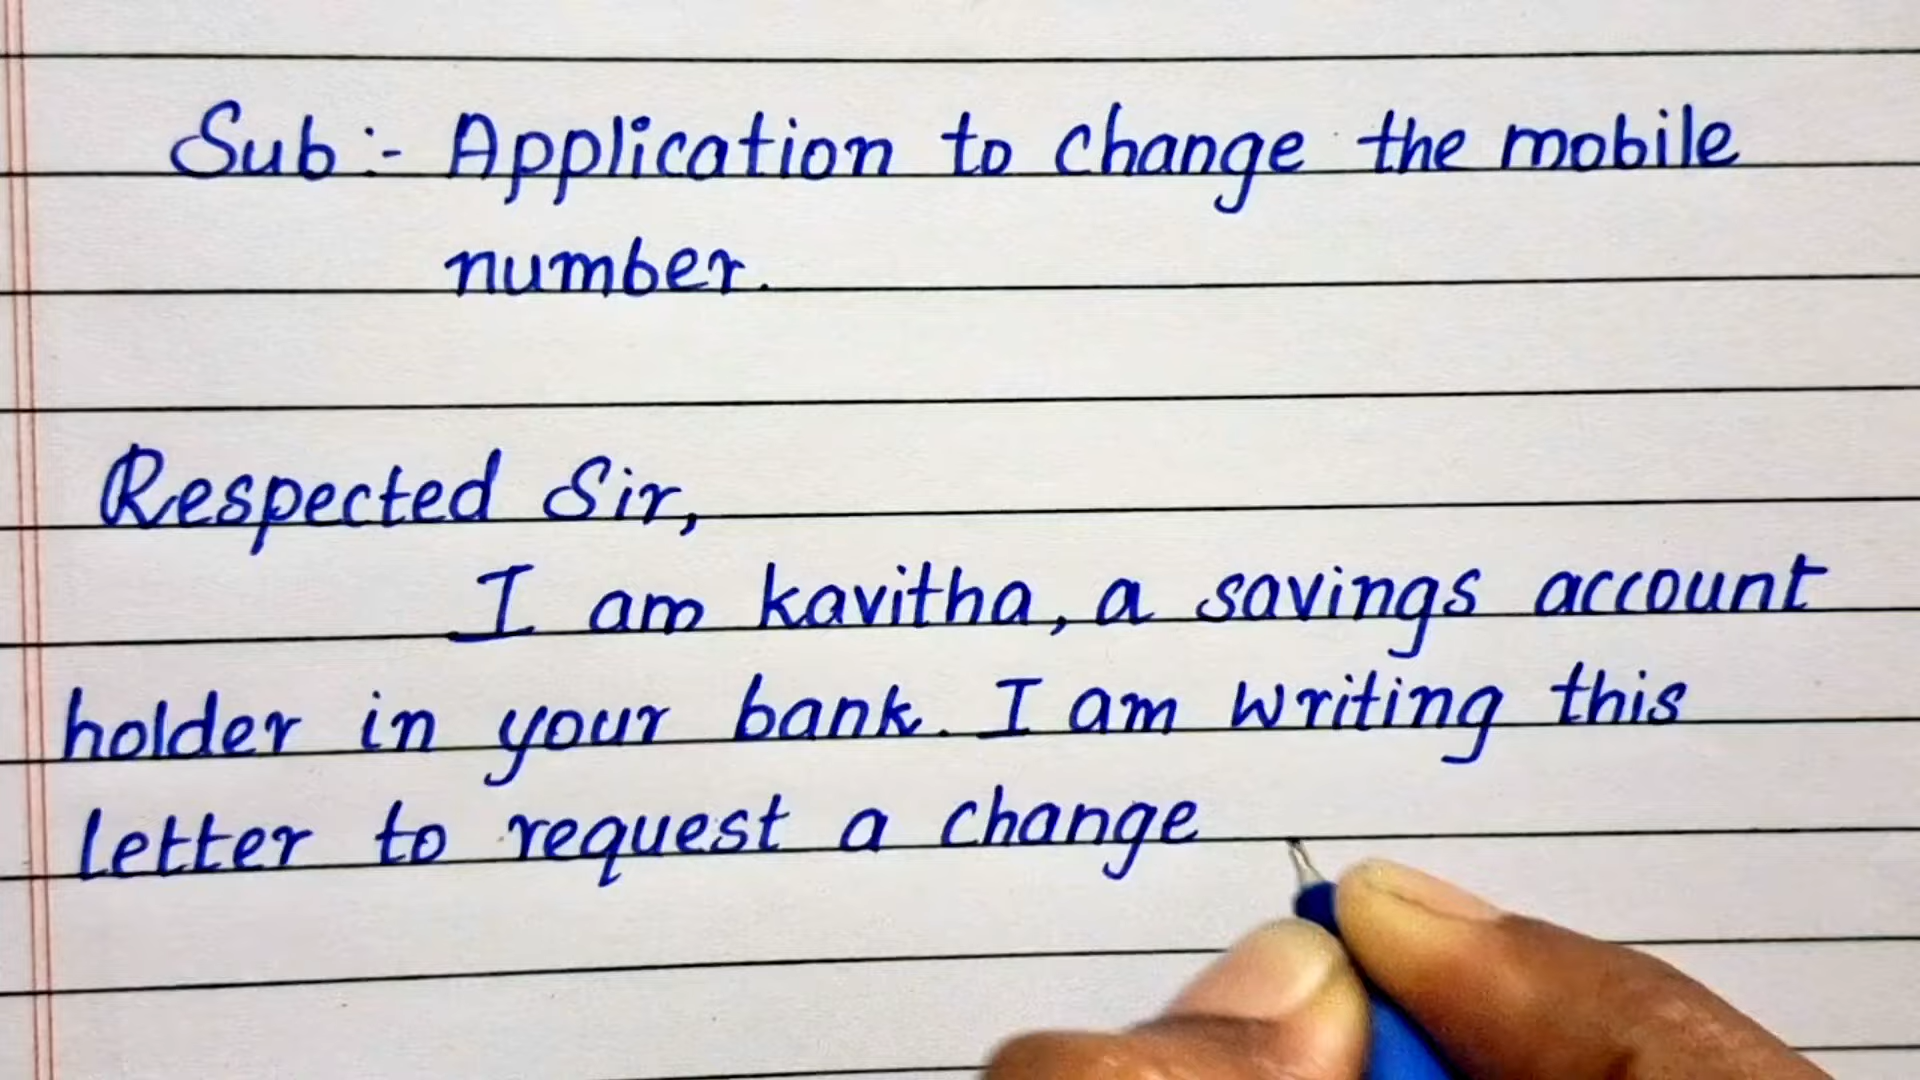 Sub:- Application to change the mobile
number.
Respected Sir,
I am kavitha, a savings account
holder in your bank. I am writing this
letter to request a change